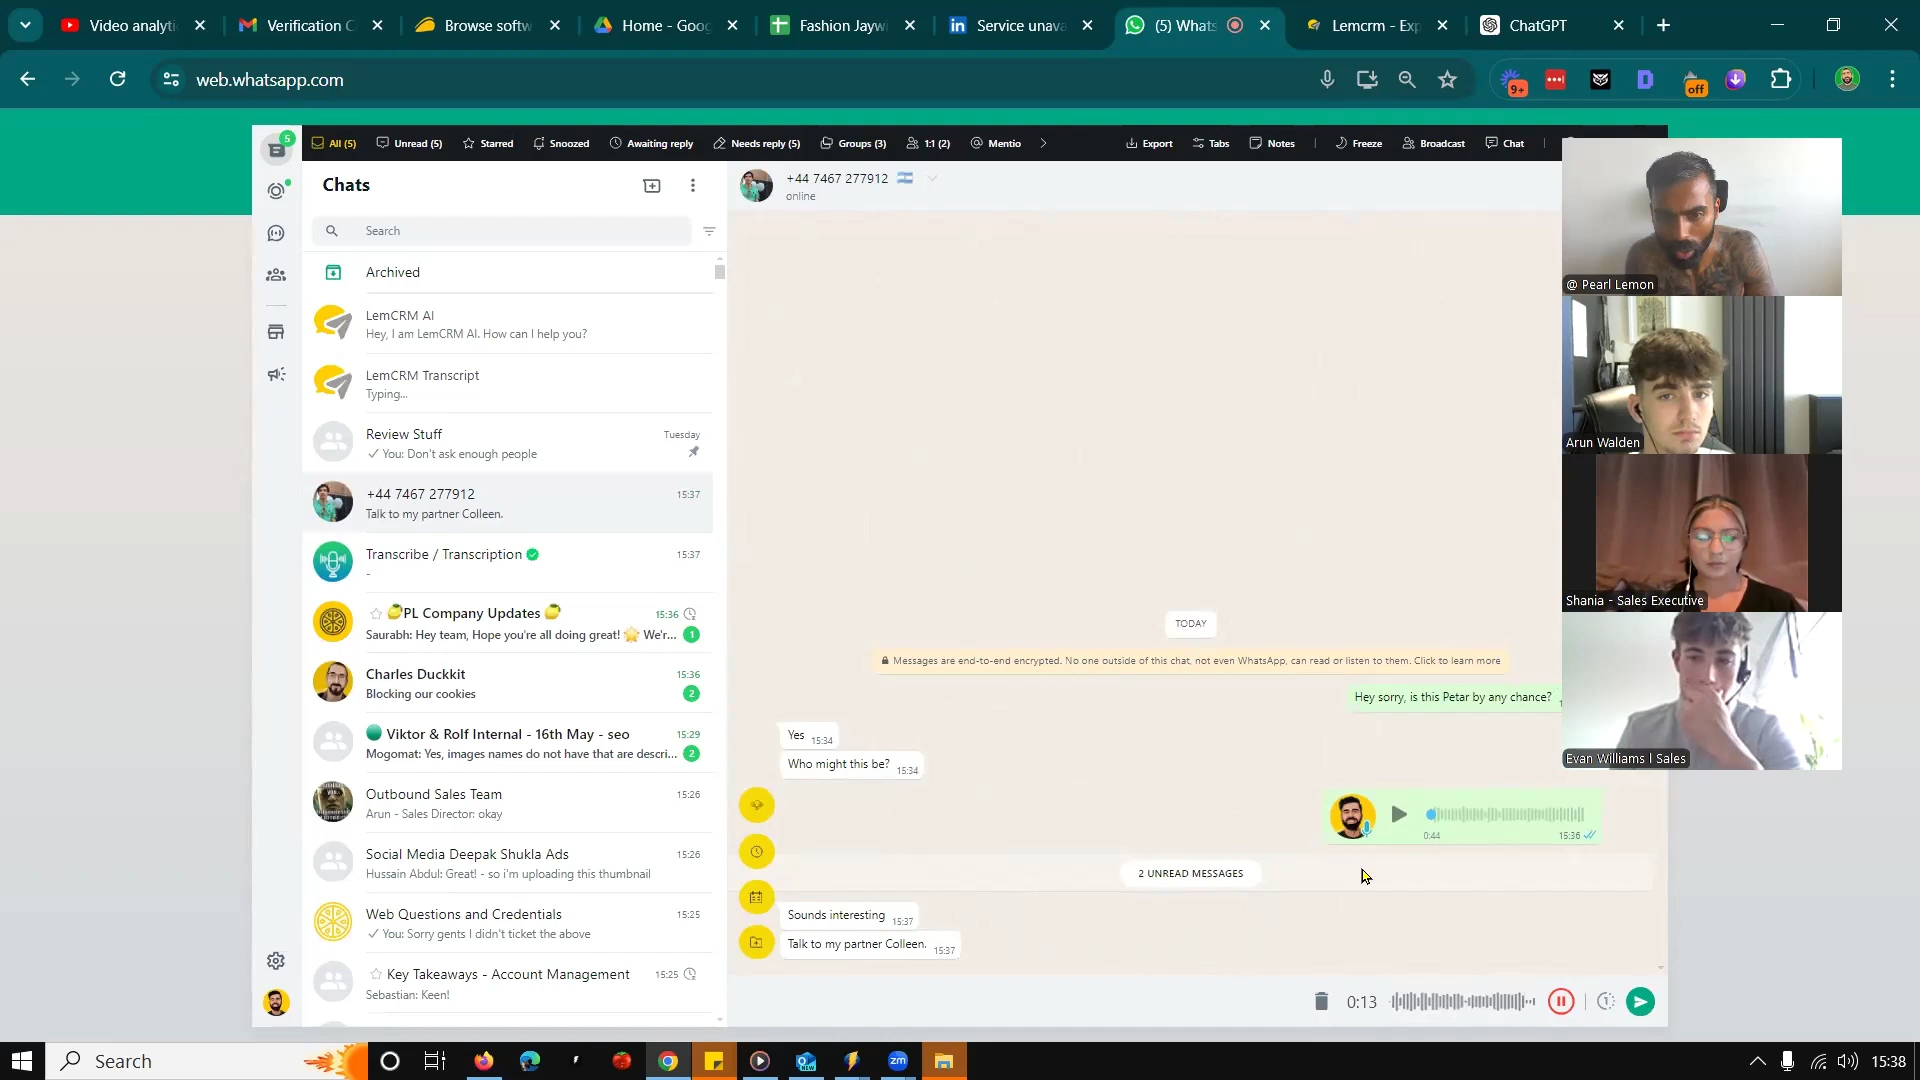 Video analyti
Verification C
Browse softw
Home - Goog
Fashion Jaywi
Service unava
(5) Whats
Lemcrm - Exp
ChatGPT
web.whatsapp.com
9+
off
5
All (5)
Unread (5)
Starred
Snoozed
Awaiting reply
Needs reply (5)
Groups (3)
1:1 (2)
Mentio
Export
Tabs
Notes
Freeze
Broadcast
Chat
Chats
Search
Archived
LemCRM AI
Hey, I am LemCRM AI. How can I help you?
LemCRM Transcript
Typing...
Review Stuff
Tuesday
You: Don't ask enough people
+44 7467 277912
15:37
Talk to my partner Colleen.
Transcribe / Transcription
15:37
-
🍋PL Company Updates 🍋
15:36
Saurabh: Hey team, Hope you're all doing great! 🌟 We'r...
1
Charles Duckkit
15:36
Blocking our cookies
2
Viktor & Rolf Internal - 16th May - seo
15:29
Mogomat: Yes, images names do not have that are descri...
2
Outbound Sales Team
15:26
Arun - Sales Director: okay
Social Media Deepak Shukla Ads
15:26
Hussain Abdul: Great! - so i'm uploading this thumbnail
Web Questions and Credentials
15:25
You: Sorry gents I didn't ticket the above
Key Takeaways - Account Management
15:25
Sebastian: Keen!
+44 7467 277912
online
TODAY
Messages are end-to-end encrypted. No one outside of this chat, not even WhatsApp, can read or listen to them. Click to learn more
Hey sorry, is this Petar by any chance?
Yes 15:34
Who might this be? 15:34
0:44
15:36
2 UNREAD MESSAGES
Sounds interesting 15:37
Talk to my partner Colleen. 15:37
0:13
@ Pearl Lemon
Arun Walden
Shania - Sales Executive
Evan Williams l Sales
Search
NEW
zm
15:38